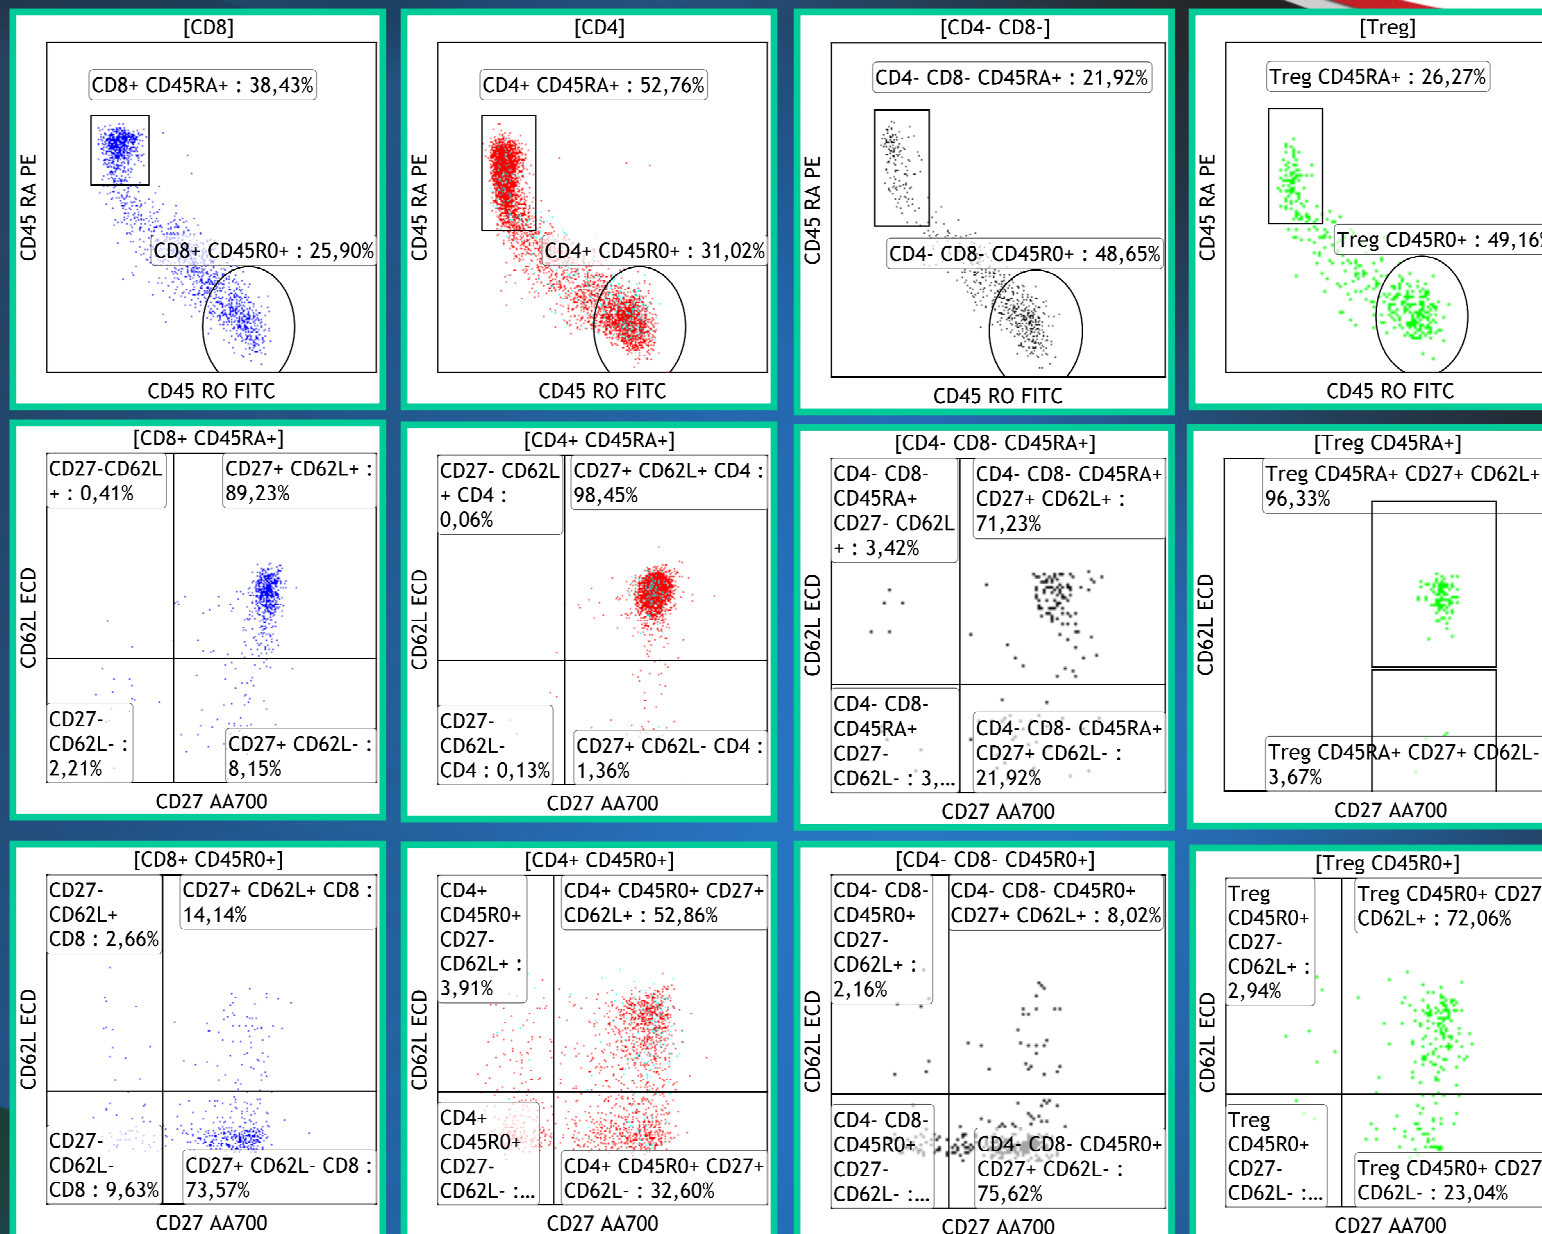 [CD8]
CD8+ CD45RA+ : 38,43%
CD8+ CD45R0+ : 25,90%
CD45 RA PE
CD45 RO FITC
[CD4]
CD4+ CD45RA+ : 52,76%
CD4+ CD45R0+ : 31,02%
CD45 RA PE
CD45 RO FITC
[CD4- CD8-]
CD4- CD8- CD45RA+ : 21,92%
CD4- CD8- CD45R0+ : 48,65%
CD45 RA PE
CD45 RO FITC
[Treg]
Treg CD45RA+ : 26,27%
Treg CD45R0+ : 49,16%
CD45 RA PE
CD45 RO FITC
[CD8+ CD45RA+]
CD27-CD62L
+ : 0,41%
CD27+ CD62L+ :
89,23%
CD27-
CD62L- :
2,21%
CD27+ CD62L- :
8,15%
CD62L ECD
CD27 AA700
[CD4+ CD45RA+]
CD27- CD62L
+ CD4 :
0,06%
CD27+ CD62L+ CD4 :
98,45%
CD27-
CD62L-
CD4 : 0,13%
CD27+ CD62L- CD4 :
1,36%
CD62L ECD
CD27 AA700
[CD4- CD8- CD45RA+]
CD4- CD8-
CD45RA+
CD27- CD62L
+ : 3,42%
CD4- CD8- CD45RA+
CD27+ CD62L+ :
71,23%
CD4- CD8-
CD45RA+
CD27-
CD62L- : 3,...
CD4- CD8- CD45RA+
CD27+ CD62L- :
21,92%
CD62L ECD
CD27 AA700
[Treg CD45RA+]
Treg CD45RA+ CD27+ CD62L+
96,33%
Treg CD45RA+ CD27+ CD62L-
3,67%
CD62L ECD
CD27 AA700
[CD8+ CD45R0+]
CD27-
CD62L+
CD8 : 2,66%
CD27+ CD62L+ CD8 :
14,14%
CD27-
CD62L-
CD8 : 9,63%
CD27+ CD62L- CD8 :
73,57%
CD62L ECD
CD27 AA700
[CD4+ CD45R0+]
CD4+
CD45R0+
CD27-
CD62L+ :
3,91%
CD4+ CD45R0+ CD27+
CD62L+ : 52,86%
CD4+
CD45R0+
CD27-
CD62L- :...
CD4+ CD45R0+ CD27+
CD62L- : 32,60%
CD62L ECD
CD27 AA700
[CD4- CD8- CD45R0+]
CD4- CD8-
CD45R0+
CD27-
CD62L+ :
2,16%
CD4- CD8- CD45R0+
CD27+ CD62L+ : 8,02%
CD4- CD8-
CD45R0+
CD27-
CD62L- :...
CD4- CD8- CD45R0+
CD27+ CD62L- :
75,62%
CD62L ECD
CD27 AA700
[Treg CD45R0+]
Treg
CD45R0+
CD27-
CD62L+ :
2,94%
Treg CD45R0+ CD27
CD62L+ : 72,06%
Treg
CD45R0+
CD27-
CD62L- :...
Treg CD45R0+ CD27
CD62L- : 23,04%
CD62L ECD
CD27 AA700